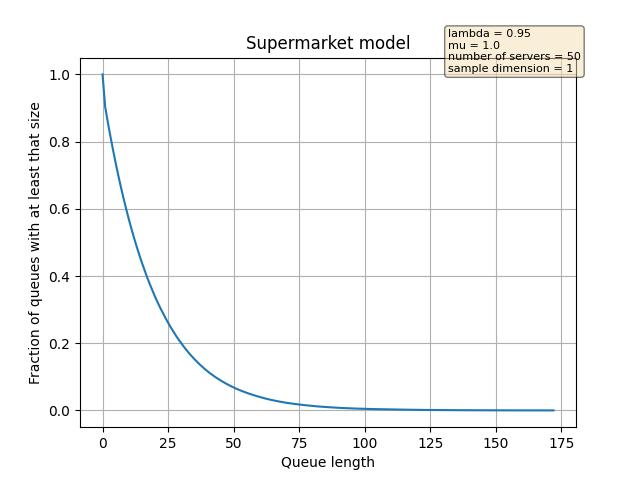 Supermarket model
lambda = 0.95
mu = 1.0
number of servers = 50
sample dimension = 1
Fraction of queues with at least that size
1.0
0.8
0.6
0.4
0.2
0.0
0 25 50 75 100 125 150 175
Queue length